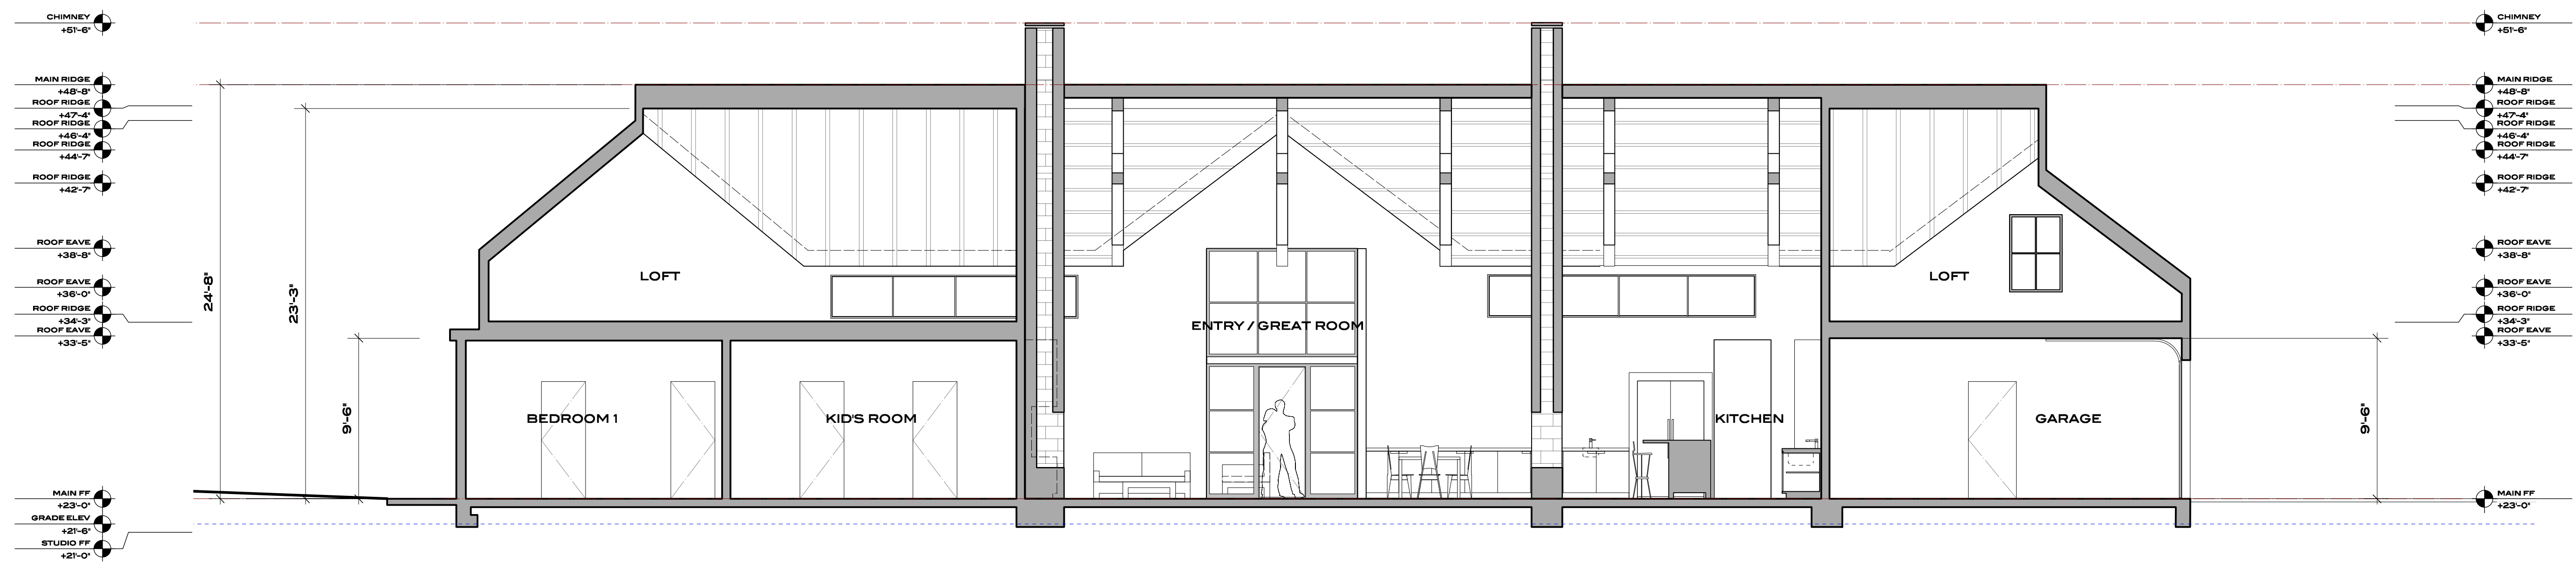 CHIMNEY
+51'-6"
MAIN RIDGE
+48'-8"
ROOF RIDGE
+47'-4"
+46'-4"
ROOF RIDGE
+44'-7"
ROOF RIDGE
+42'-7"
ROOF EAVE
+38'-8"
ROOF EAVE
+36'-0"
ROOF RIDGE
+34'-3"
ROOF EAVE
+33'-5"
MAIN FF
+23'-0"
GRADE ELEV
+21'-6"
STUDIO FF
+21'-0"
24'-8"
23'-3"
9'-6"
LOFT
BEDROOM 1
KID'S ROOM
ENTRY / GREAT ROOM
KITCHEN
LOFT
GARAGE
9'-6"
CHIMNEY
+51'-6"
MAIN RIDGE
+48'-8"
ROOF RIDGE
+47'-4"
ROOF RIDGE
+46'-4"
ROOF RIDGE
+44'-7"
ROOF RIDGE
+42'-7"
ROOF EAVE
+38'-8"
ROOF EAVE
+36'-0"
ROOF RIDGE
+34'-3"
ROOF EAVE
+33'-5"
MAIN FF
+23'-0"